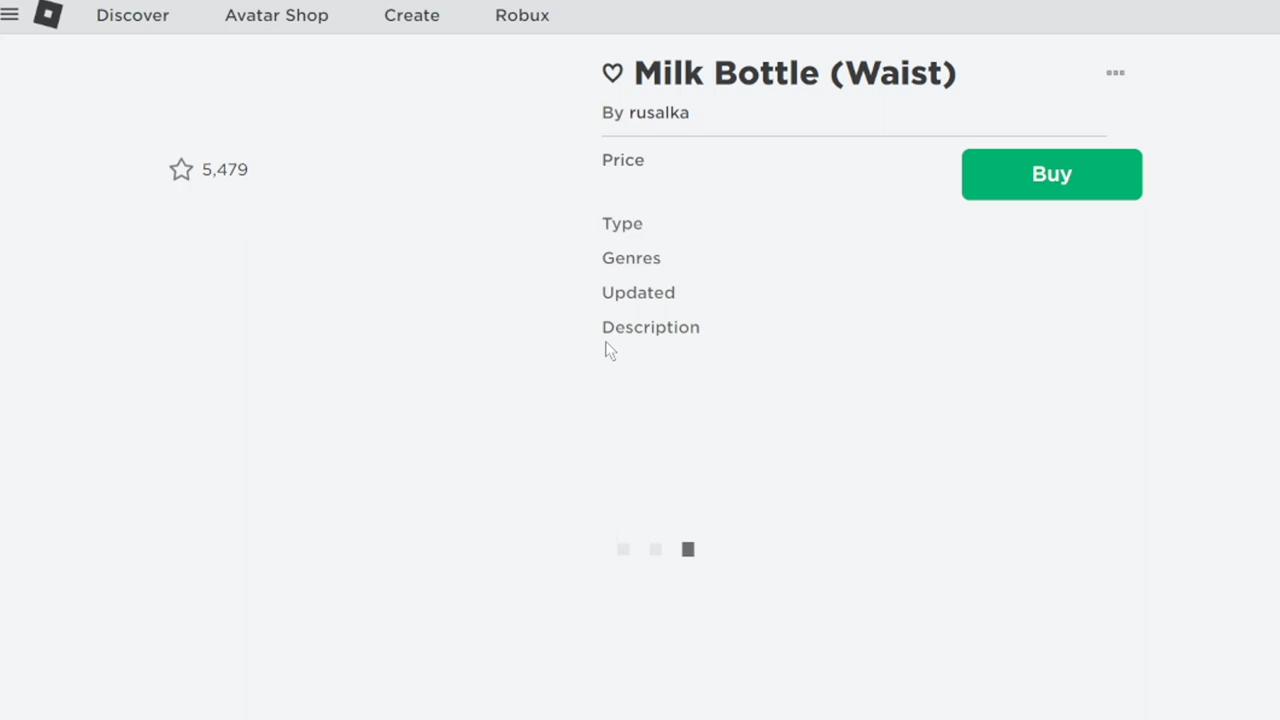 Discover Avatar Shop Create Robux
♡ Milk Bottle (Waist)
By rusalka
5,479
Price
Buy
Type
Genres
Updated
Description